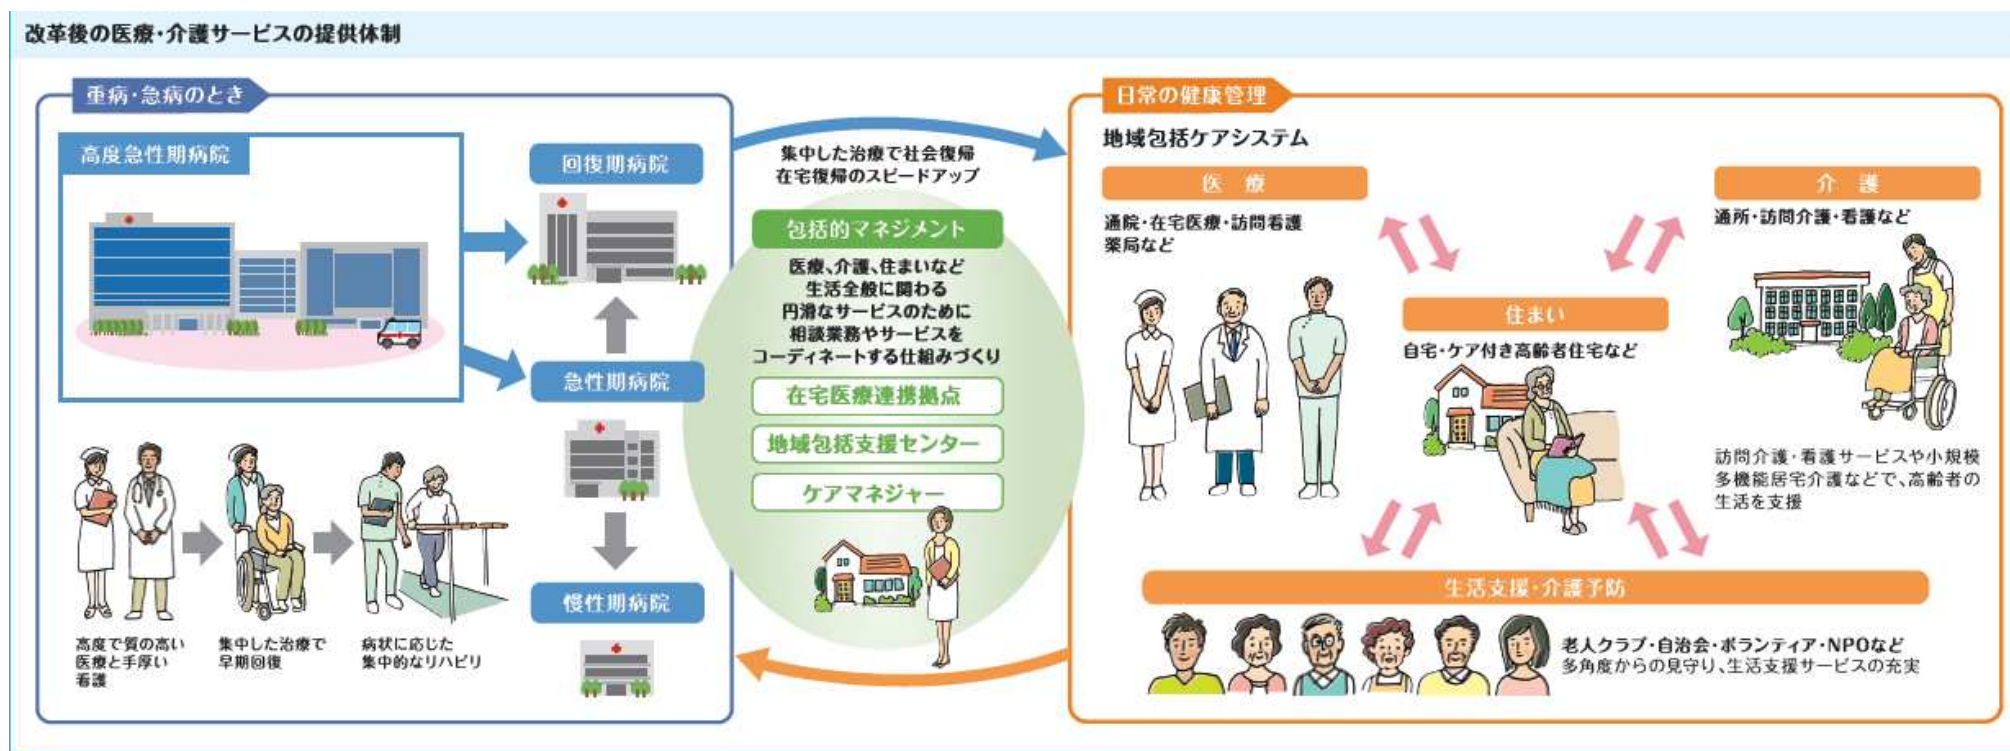 改革後の医療・介護サービスの提供体制
重病・急病のとき
高度急性期病院
回復期病院
急性期病院
慢性期病院
高度で質の高い
医療と手厚い
看護
集中した治療で
早期回復
病状に応じた
集中的なリハビリ
集中した治療で社会復帰
在宅復帰のスピードアップ
包括的マネジメント
医療、介護、住まいなど
生活全般に関わる
円滑なサービスのために
相談業務やサービスを
コーディネートする仕組みづくり
在宅医療連携拠点
地域包括支援センター
ケアマネジャー
日常の健康管理
地域包括ケアシステム
医 療
通院・在宅医療・訪問看護
薬局など
介 護
通所・訪問介護・看護など
住まい
自宅・ケア付き高齢者住宅など
訪問介護・看護サービスや小規模
多機能居宅介護などで、高齢者の
生活を支援
生活支援・介護予防
老人クラブ・自治会・ボランティア・NPOなど
多角度からの見守り、生活支援サービスの充実